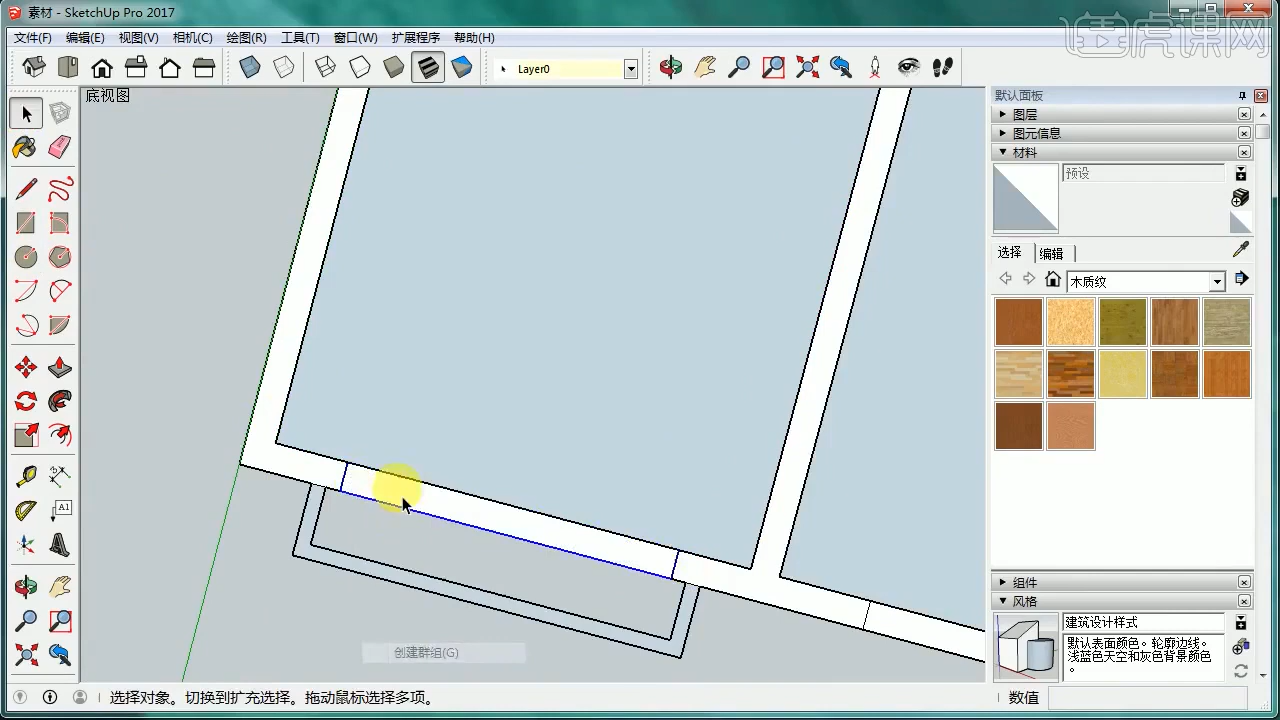 素材 - SketchUp Pro 2017
虎课网
文件(F) 编辑(E) 视图(V) 相机(C) 绘图(R) 工具(T) 窗口(W) 扩展程序 帮助(H)
Layer0
底视图
默认面板
图层
图元信息
材料
预设
选择 编辑
木质纹
A1
组件
风格
建筑设计样式
默认表面颜色。轮廓边线。
浅蓝色天空和灰色背景颜色
。
创建群组(G)
选择对象。切换到扩充选择。拖动鼠标选择多项。
数值